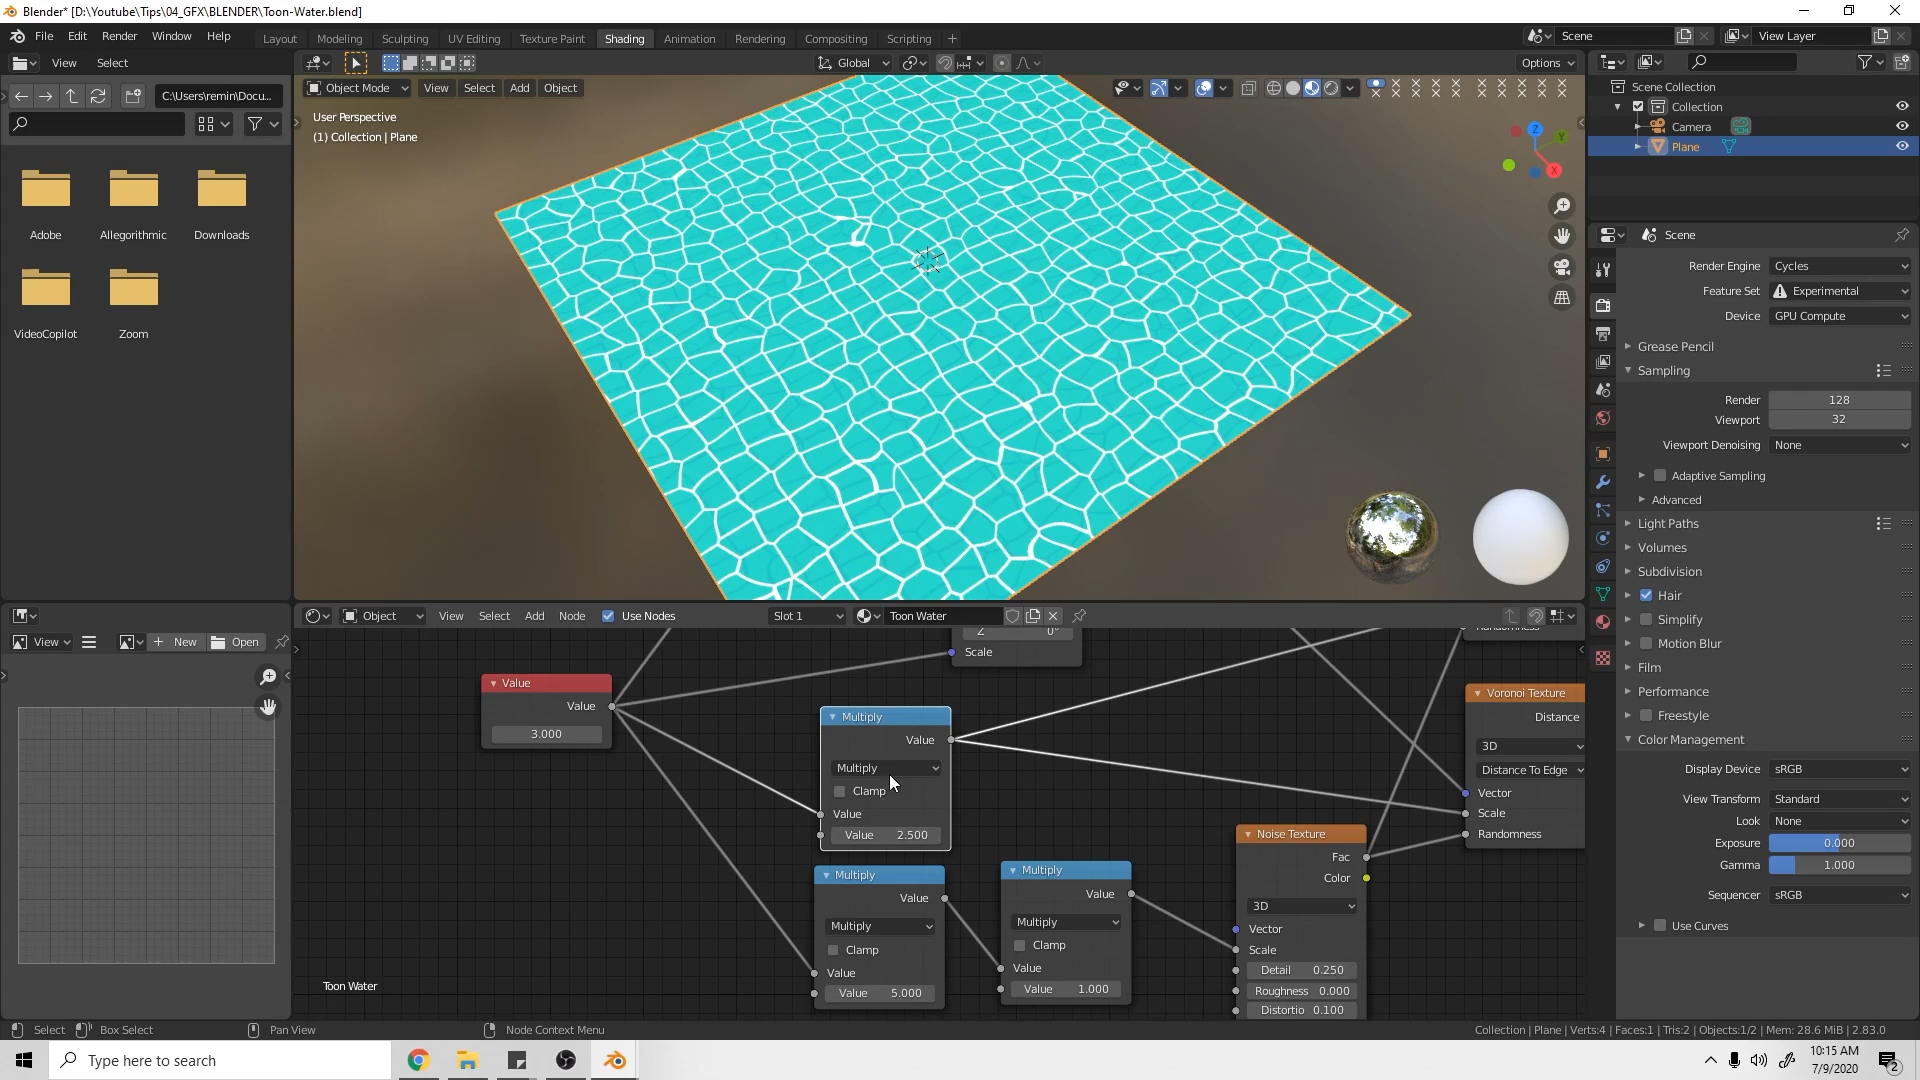 Blender* [D:\Youtube\Tips\04_GFX\BLENDER\Toon-Water.blend]
File Edit Render Window Help
Layout Modeling Sculpting UV Editing Texture Paint Shading Animation Rendering Compositing Scripting
Scene View Layer
View Select
Global Options
C:\Users\remin\Docu...
Object Mode View Select Add Object
User Perspective
(1) Collection | Plane
Z
Y
X
Adobe Allegorithmic Downloads
VideoCopilot Zoom
Scene Collection
Collection
Camera
Plane
Scene
Render Engine Cycles
Feature Set Experimental
Device GPU Compute
Grease Pencil
Sampling
Render 128
Viewport 32
Viewport Denoising None
Adaptive Sampling
Advanced
Light Paths
Volumes
Subdivision
Hair
Simplify
Motion Blur
Film
Performance
Freestyle
Color Management
Display Device sRGB
View Transform Standard
Look None
Exposure 0.000
Gamma 1.000
Sequencer sRGB
Use Curves
View New Open
Object View Select Add Node Use Nodes Slot 1 Toon Water
Z 0°
Scale
Value
Value
3.000
Multiply
Value
Multiply
Clamp
Value
Value 2.500
Multiply
Value
Multiply
Clamp
Value
Value 5.000
Multiply
Value
Multiply
Clamp
Value
Value 1.000
Noise Texture
Fac
Color
3D
Vector
Scale
Detail 0.250
Roughness 0.000
Distortio 0.100
Randomness
Voronoi Texture
Distance
3D
Distance To Edge
Vector
Scale
Randomness
Toon Water
Select Box Select Pan View Node Context Menu
Collection | Plane | Verts:4 | Faces:1 | Tris:2 | Objects:1/2 | Mem: 28.6 MiB | 2.83.0
Type here to search
10:15 AM
7/9/2020
2